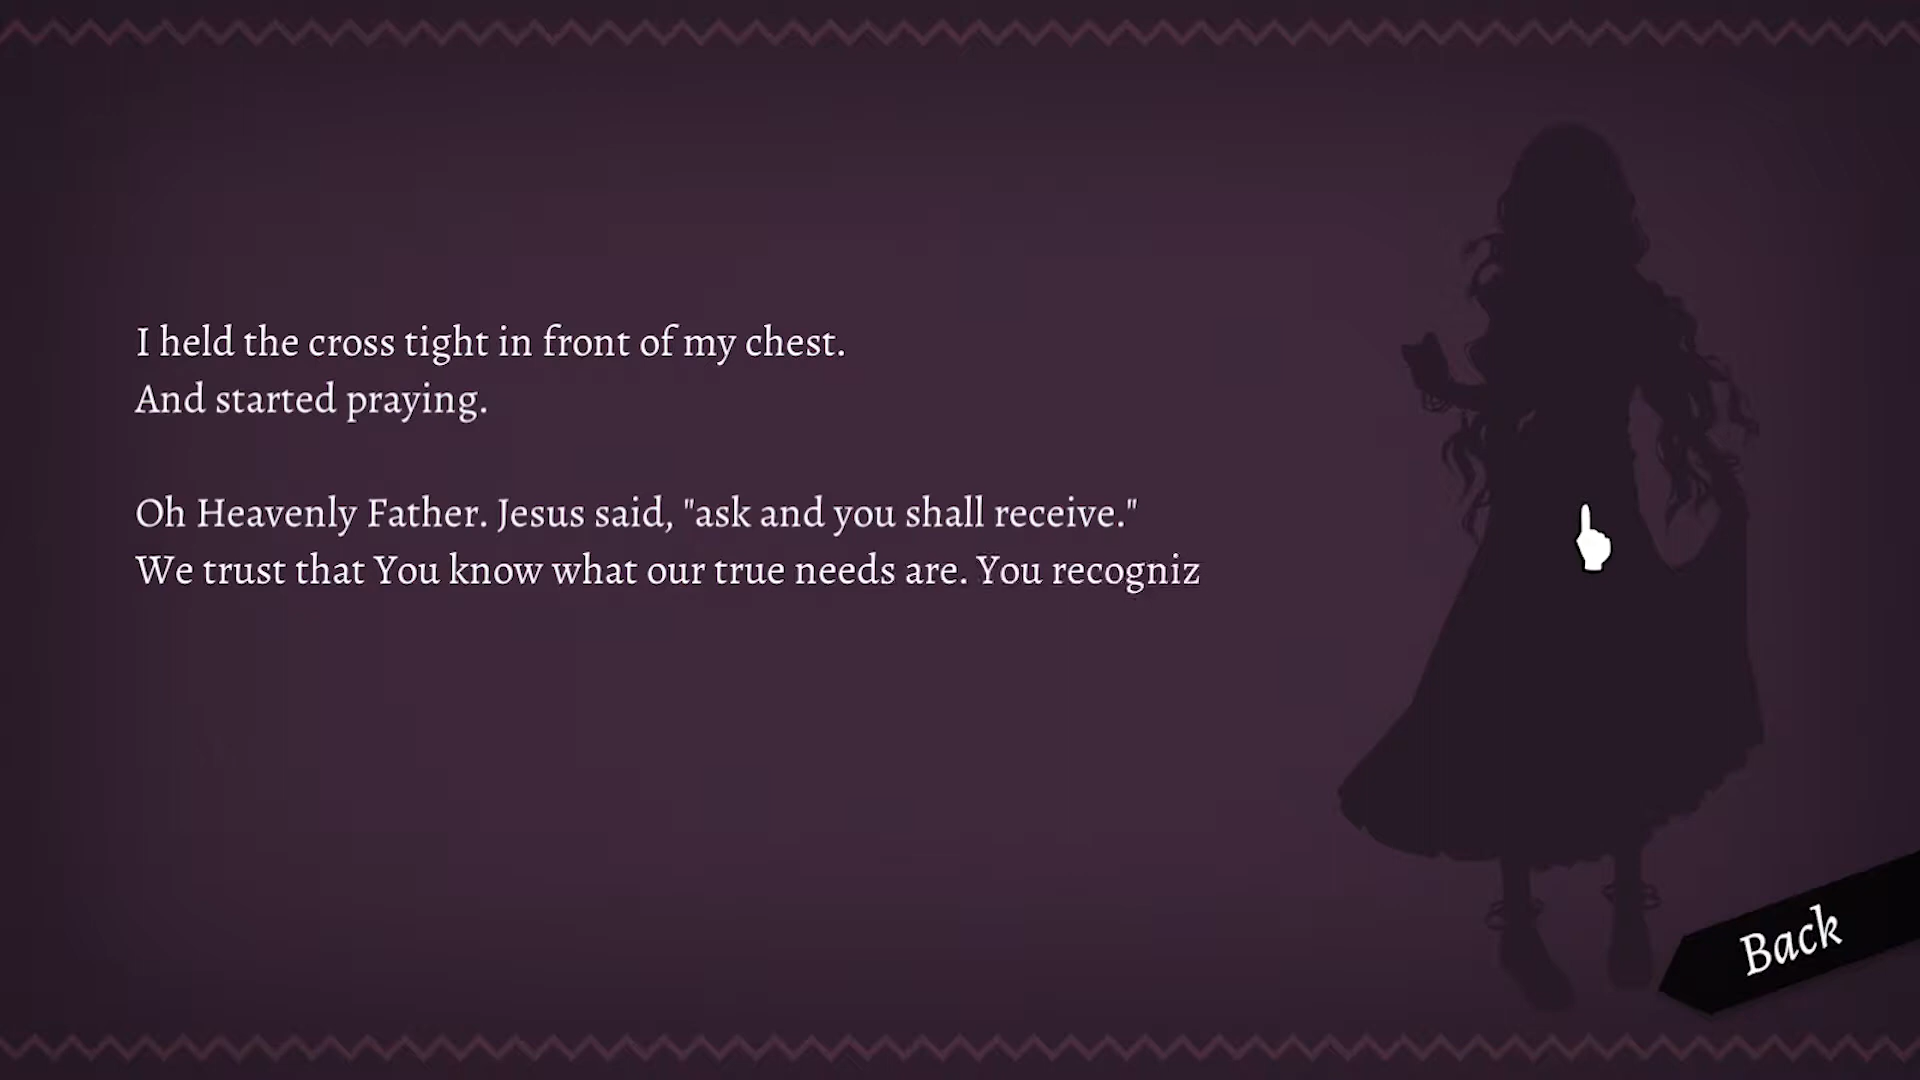 I held the cross tight in front of my chest.
And started praying.
Oh Heavenly Father. Jesus said, "ask and you shall receive."
We trust that You know what our true needs are. You recogniz
Back